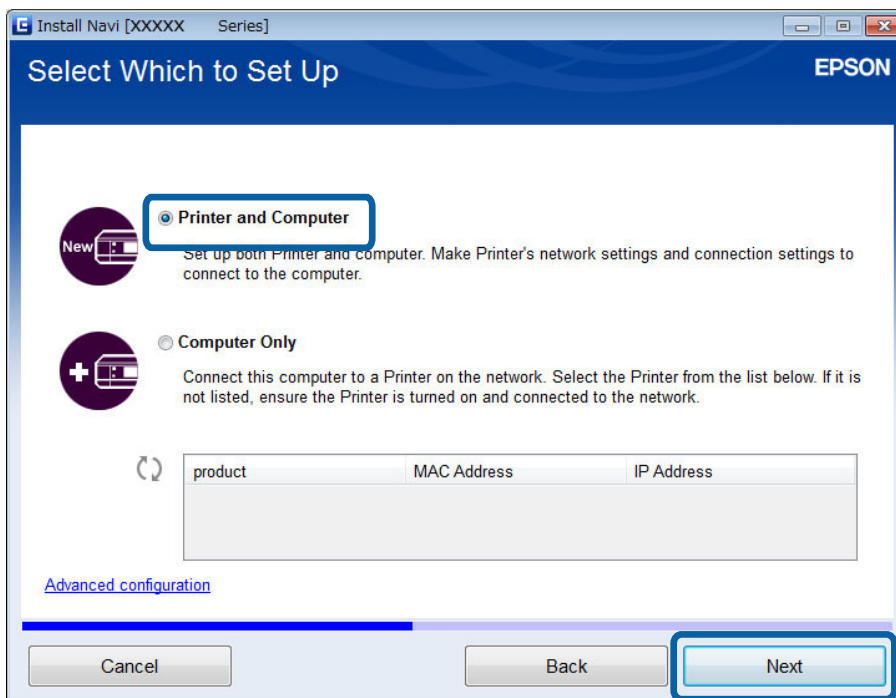 Install Navi [XXXXX Series]
Select Which to Set Up
EPSON
New
Printer and Computer
Set up both Printer and computer. Make Printer's network settings and connection settings to
connect to the computer.
Computer Only
Connect this computer to a Printer on the network. Select the Printer from the list below. If it is
not listed, ensure the Printer is turned on and connected to the network.
product MAC Address IP Address
Advanced configuration
Cancel Back Next